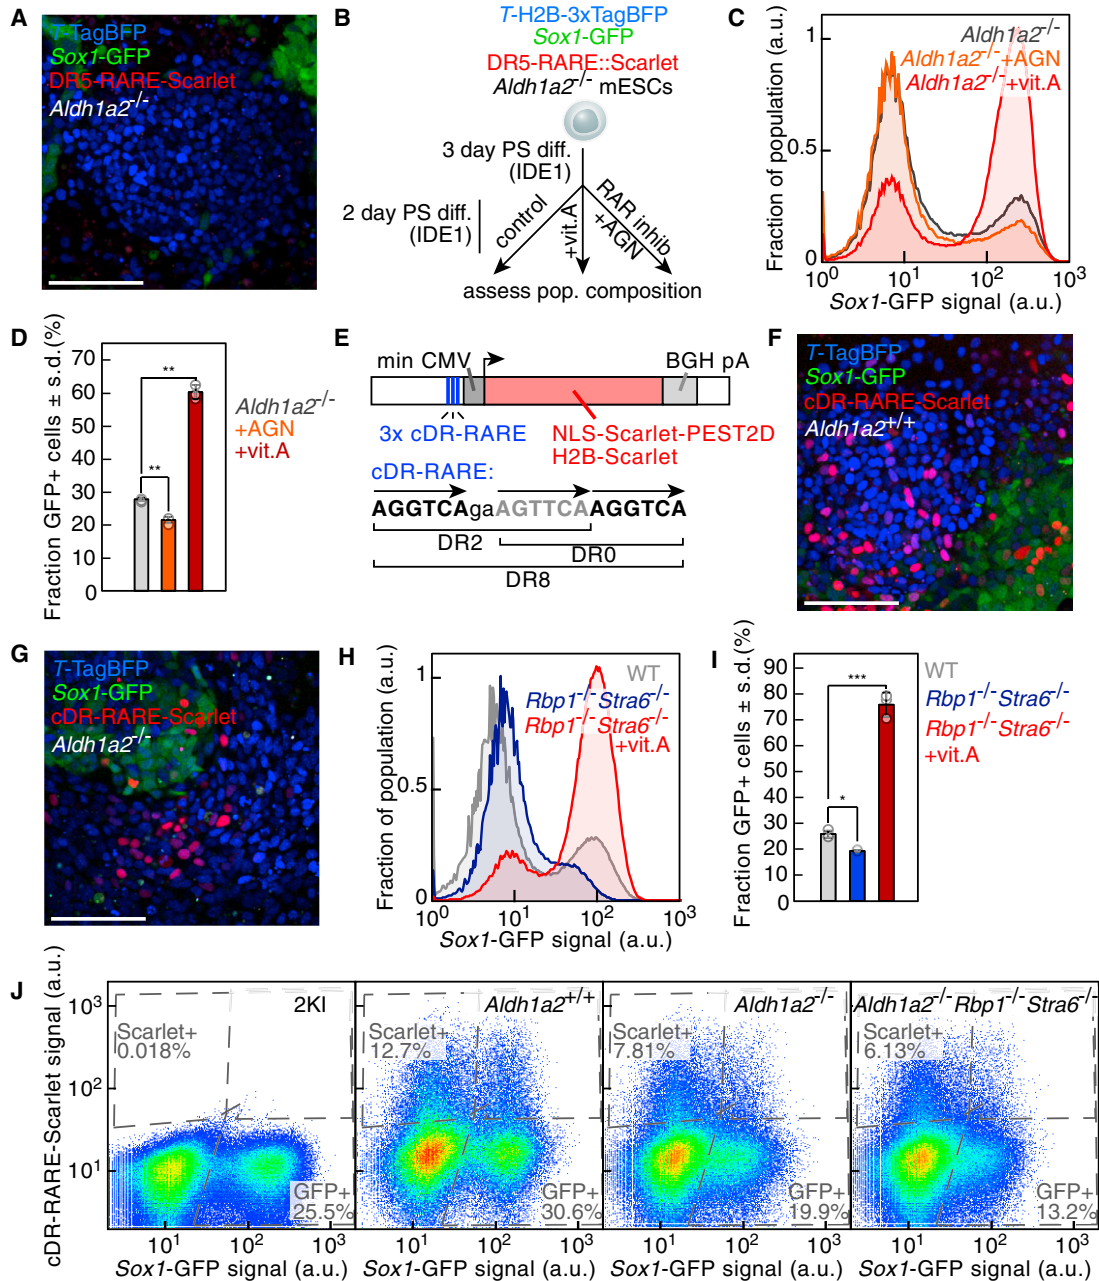 A
T-TagBFP
Sox1-GFP
DR5-RARE-Scarlet
Aldh1a2-/-
B
T-H2B-3xTagBFP
Sox1-GFP
DR5-RARE::Scarlet
Aldh1a2-/- mESCs
3 day PS diff.
(IDE1)
2 day PS diff.
(IDE1)
control
+vit.A
RAR inhib
+AGN
assess pop. composition
C
Fraction of population (a.u.)
1
0.5
0
Aldh1a2-/-
Aldh1a2-/-+AGN
Aldh1a2-/-+vit.A
10^0 10^1 10^2 10^3
Sox1-GFP signal (a.u.)
D
Fraction GFP+ cells ± s.d.(%)
70
60
50
40
30
20
10
0
**
**
Aldh1a2-/-
+AGN
+vit.A
E
min CMV
BGH pA
3x cDR-RARE
NLS-Scarlet-PEST2D
H2B-Scarlet
cDR-RARE:
AGGTCAgaAGTTCAAGGTCA
DR2
DR0
DR8
F
T-TagBFP
Sox1-GFP
cDR-RARE-Scarlet
Aldh1a2+/+
G
T-TagBFP
Sox1-GFP
cDR-RARE-Scarlet
Aldh1a2-/-
H
Fraction of population (a.u.)
1
0.5
0
WT
Rbp1-/-Stra6-/-
Rbp1-/-Stra6-/-
+vit.A
10^0 10^1 10^2 10^3
Sox1-GFP signal (a.u.)
I
Fraction GFP+ cells ± s.d.(%)
90
80
70
60
50
40
30
20
10
0
***
*
WT
Rbp1-/-Stra6-/-
Rbp1-/-Stra6-/-
+vit.A
J
cDR-RARE-Scarlet signal (a.u.)
10^3
10^2
10^1
2KI
Scarlet+
0.018%
GFP+
25.5%
10^1 10^2 10^3
Sox1-GFP signal (a.u.)
Aldh1a2+/+
Scarlet+
12.7%
GFP+
30.6%
10^1 10^2 10^3
Sox1-GFP signal (a.u.)
Aldh1a2-/-
Scarlet+
7.81%
GFP+
19.9%
10^1 10^2 10^3
Sox1-GFP signal (a.u.)
Aldh1a2-/-Rbp1-/-Stra6-/-
Scarlet+
6.13%
GFP+
13.2%
10^1 10^2 10^3
Sox1-GFP signal (a.u.)